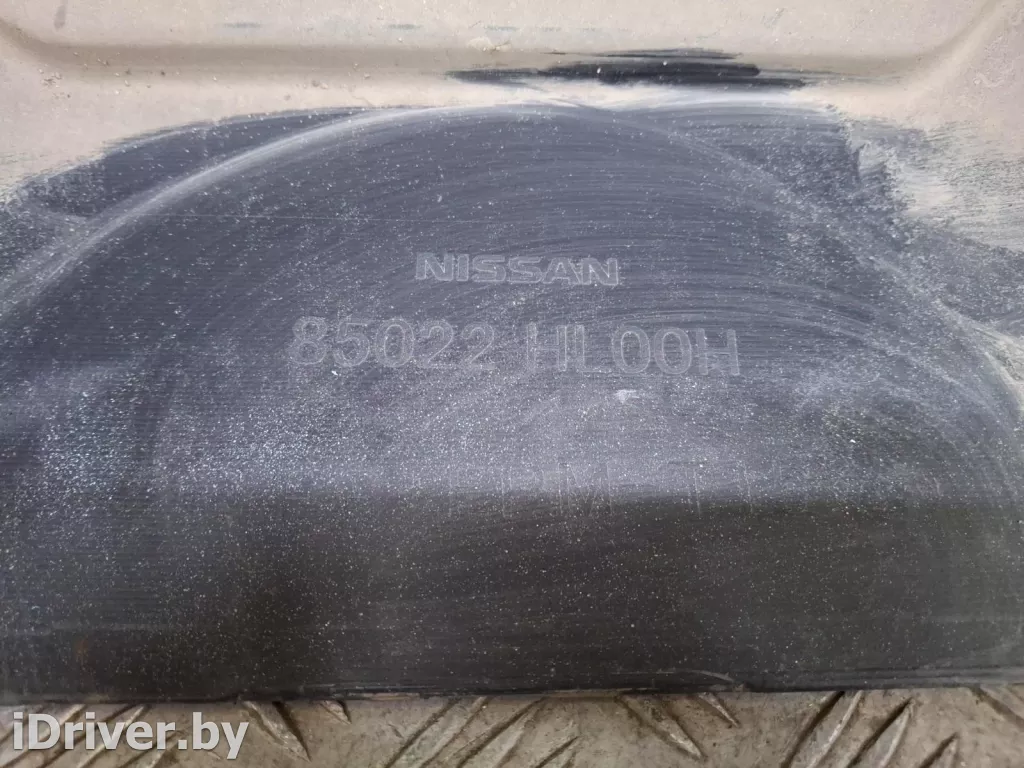 NISSAN
85022 HL00H
iDriver.by